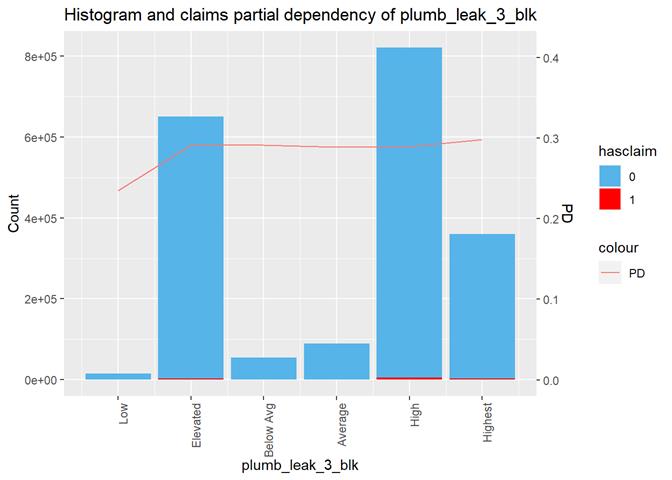 Histogram and claims partial dependency of plumb_leak_3_blk
8e+05
6e+05
4e+05
2e+05
0e+00
Count
0.4
0.3
0.2
0.1
0.0
PD
Low
Elevated
Below Avg
Average
High
Highest
plumb_leak_3_blk
hasclaim
0
1
colour
PD